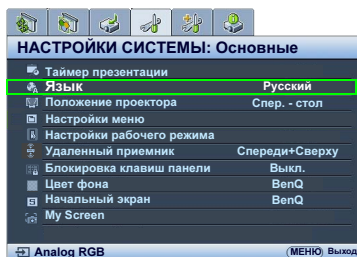 НАСТРОЙКИ СИСТЕМЫ: Основные
Таймер презентации
Язык Русский
Положение проектора Спер. - стол
Настройки меню
Настройки рабочего режима
Удаленный приемник Спереди+Сверху
Блокировка клавиш панели Выкл.
Цвет фона BenQ
Начальный экран BenQ
My Screen
Analog RGB МЕНЮ Выход